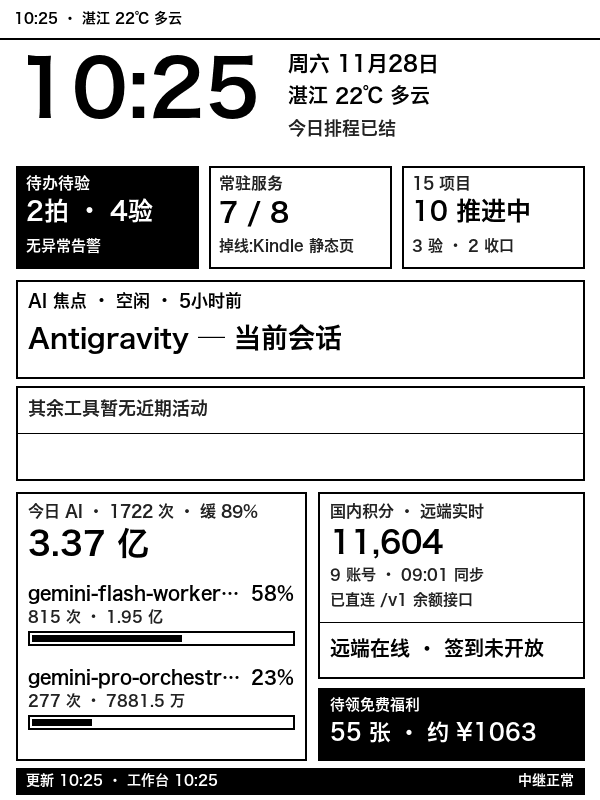 10:25 · 湛江 22℃ 多云
10:25
周六 11月28日
湛江 22℃ 多云
今日排程已结
待办待验
2拍 · 4验
无异常告警
常驻服务
7 / 8
掉线:Kindle 静态页
15 项目
10 推进中
3 验 · 2 收口
AI 焦点 · 空闲 · 5小时前
Antigravity — 当前会话
其余工具暂无近期活动
今日 AI · 1722 次 · 缓 89%
3.37 亿
gemini-flash-worker… 58%
815 次 · 1.95 亿
gemini-pro-orchestr… 23%
277 次 · 7881.5 万
国内积分 · 远端实时
11,604
9 账号 · 09:01 同步
已直连 /v1 余额接口
远端在线 · 签到未开放
待领免费福利
55 张 · 约 ¥1063
更新 10:25 · 工作台 10:25
中继正常